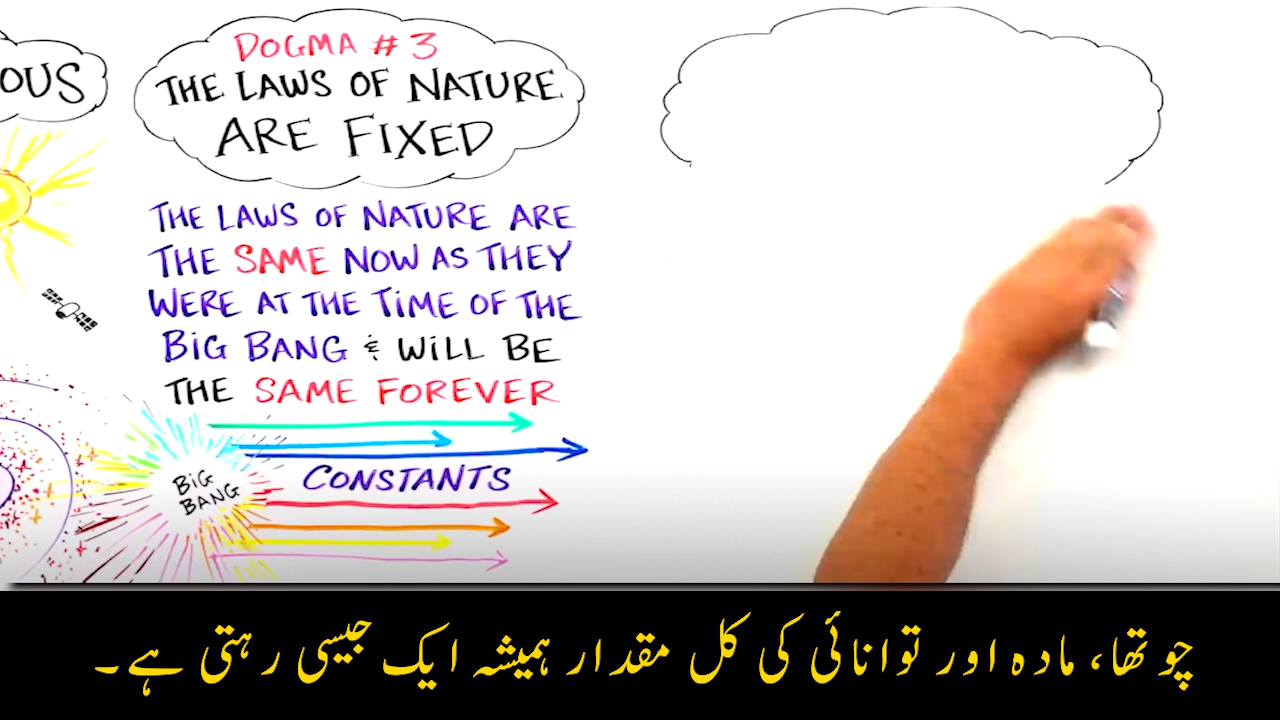 OUS
DOGMA # 3
THE LAWS OF NATURE
ARE FIXED
THE LAWS OF NATURE ARE
THE SAME NOW AS THEY
WERE AT THE TIME OF THE
BIG BANG & WILL BE
THE SAME FOREVER
BIG
BANG
CONSTANTS
چوتھا، مادہ اور توانائی کی کل مقدار ہمیشہ ایک جیسی رہتی ہے۔